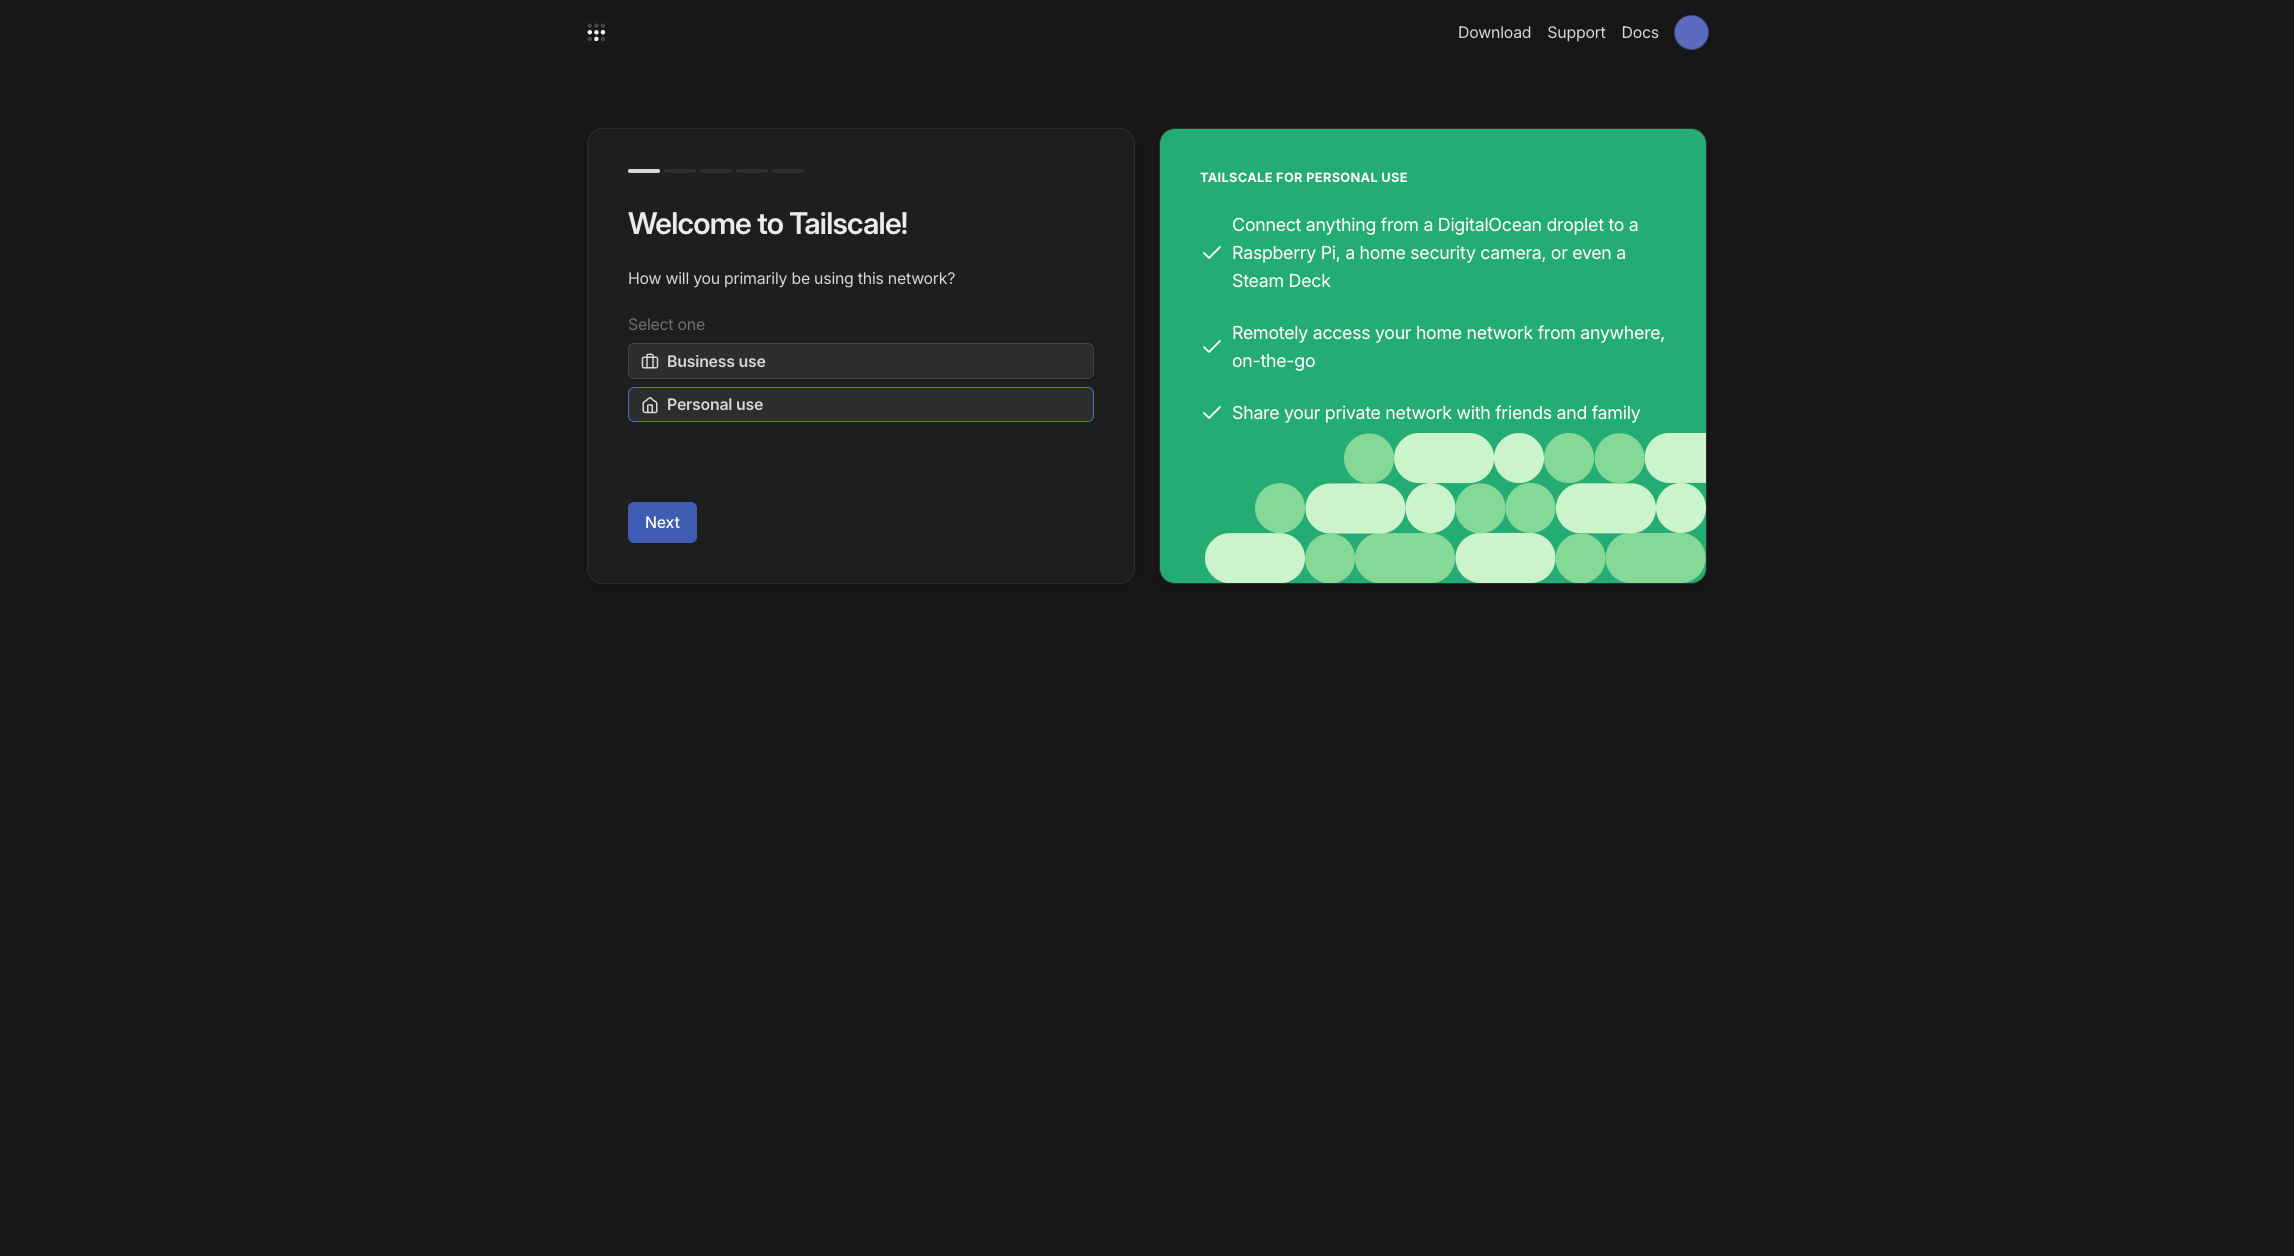 Download Support Docs
Welcome to Tailscale!
How will you primarily be using this network?
Select one
Business use
Personal use
Next
TAILSCALE FOR PERSONAL USE
Connect anything from a DigitalOcean droplet to a
Raspberry Pi, a home security camera, or even a
Steam Deck
Remotely access your home network from anywhere,
on-the-go
Share your private network with friends and family